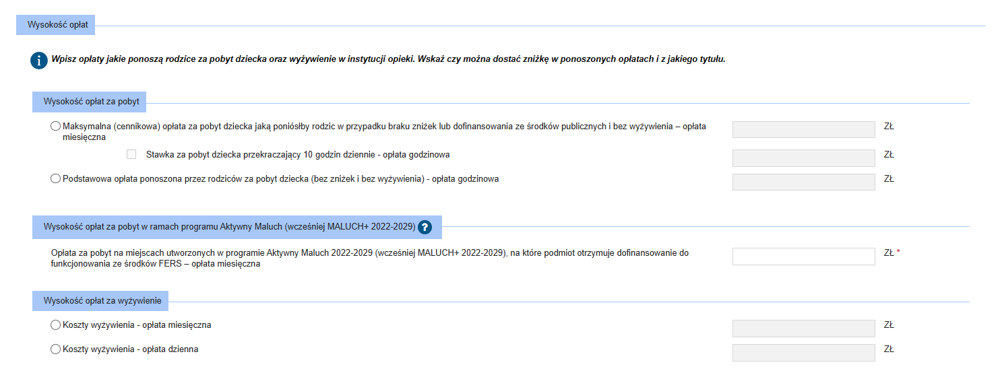 Wysokość opłat
Wpisz opłaty jakie ponoszą rodzice za pobyt dziecka oraz wyżywienie w instytucji opieki. Wskaż czy można dostać zniżkę w ponoszonych opłatach i z jakiego tytułu.
Wysokość opłat za pobyt
Maksymalna (cennikowa) opłata za pobyt dziecka jaką poniósłby rodzic w przypadku braku zniżek lub dofinansowania ze środków publicznych i bez wyżywienia – opłata
miesięczna
ZŁ
Stawka za pobyt dziecka przekraczający 10 godzin dziennie - opłata godzinowa
ZŁ
Podstawowa opłata ponoszona przez rodziców za pobyt dziecka (bez zniżek i bez wyżywienia) - opłata godzinowa
ZŁ
Wysokość opłat za pobyt w ramach programu Aktywny Maluch (wcześniej MALUCH+ 2022-2029) ?
Opłata za pobyt na miejscach utworzonych w programie Aktywny Maluch 2022-2029 (wcześniej MALUCH+ 2022-2029), na które podmiot otrzymuje dofinansowanie do
funkcjonowania ze środków FERS – opłata miesięczna
ZŁ *
Wysokość opłat za wyżywienie
Koszty wyżywienia - opłata miesięczna
ZŁ
Koszty wyżywienia - opłata dzienna
ZŁ